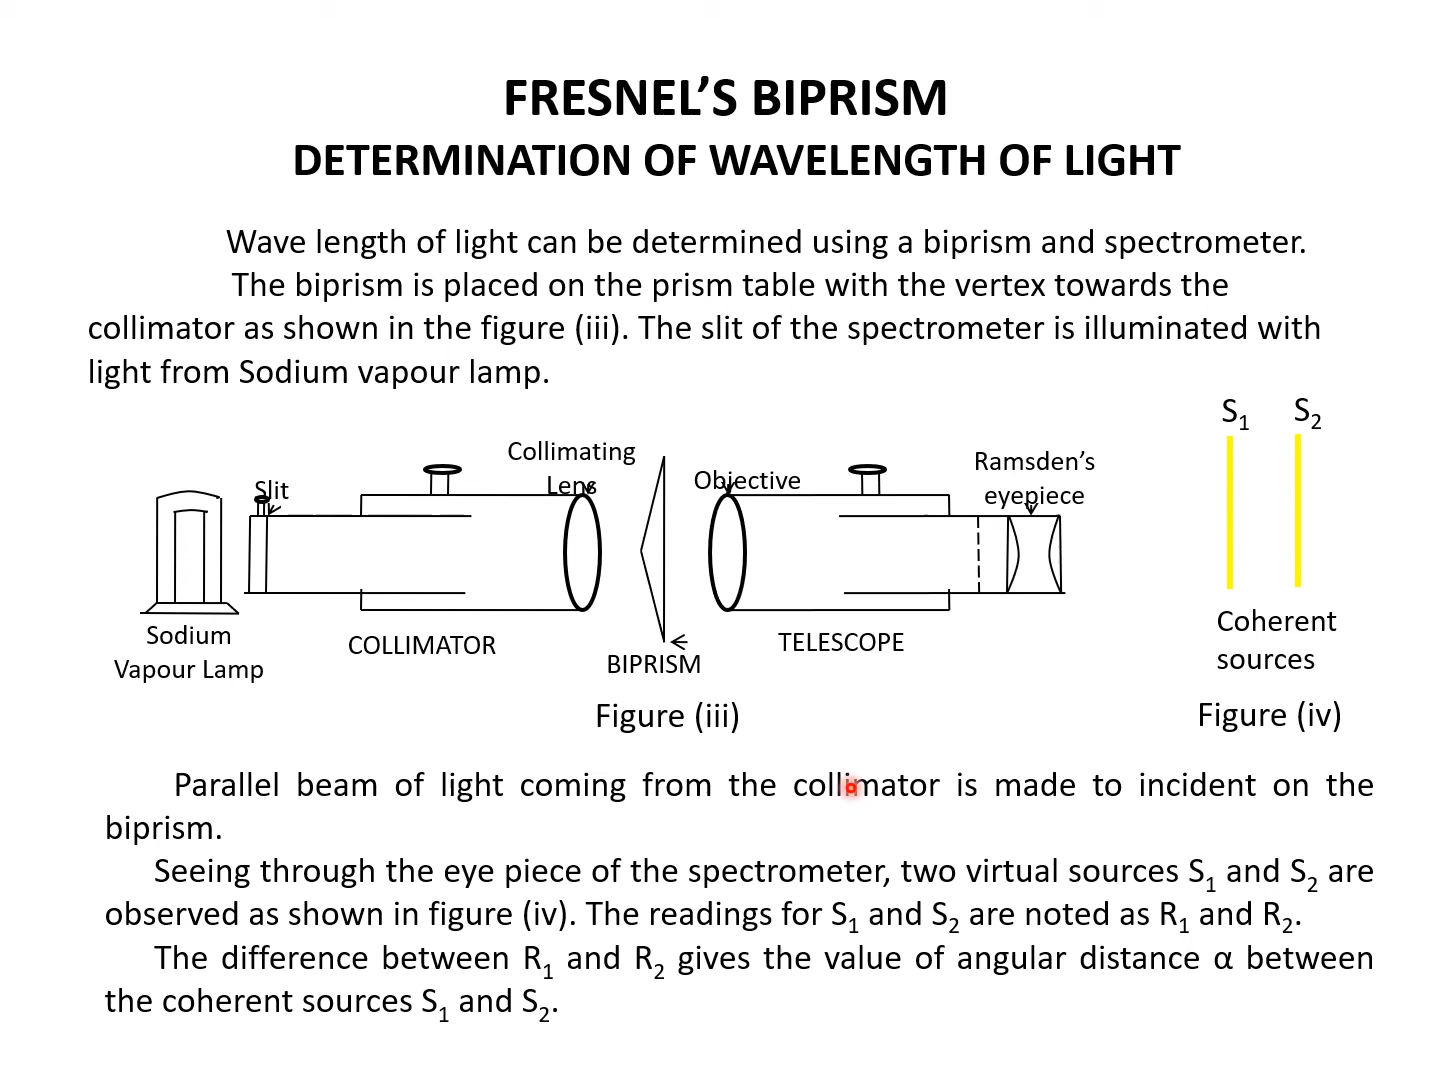 FRESNEL’S BIPRISM
DETERMINATION OF WAVELENGTH OF LIGHT
Wave length of light can be determined using a biprism and spectrometer.
The biprism is placed on the prism table with the vertex towards the
collimator as shown in the figure (iii). The slit of the spectrometer is illuminated with
light from Sodium vapour lamp.
Slit
Collimating
Lens
Objective
Ramsden’s
eyepiece
S1 S2
Sodium
Vapour Lamp
COLLIMATOR
BIPRISM
TELESCOPE
Coherent
sources
Figure (iii)
Figure (iv)
Parallel beam of light coming from the collimator is made to incident on the
biprism.
Seeing through the eye piece of the spectrometer, two virtual sources S1 and S2 are
observed as shown in figure (iv). The readings for S1 and S2 are noted as R1 and R2.
The difference between R1 and R2 gives the value of angular distance α between
the coherent sources S1 and S2.